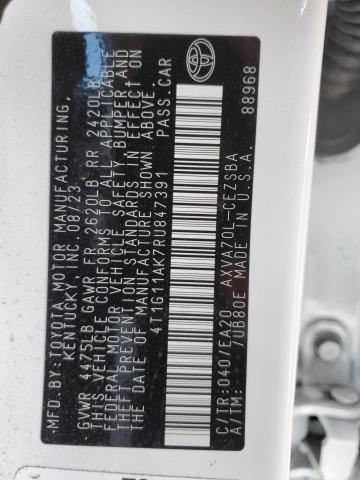 MFD.BY:TOYOTA MOTOR MANUFACTURING,
KENTUCKY, INC. 08/23
GVWR 4475LB GAWR FR 2620LB RR 2420LB
THIS VEHICLE CONFORMS TO ALL APPLICABLE
FEDERAL MOTOR VEHICLE SAFETY, BUMPER, AND
THEFT PREVENTION STANDARDS IN EFFECT ON THE
DATE OF MANUFACTURE SHOWN ABOVE.
4T1G11AK7RU847391 PASS.CAR
C/TR:040/EA20 AXVA70L-CEZSBA
A/TM: /UB80E MADE IN U.S.A.
88968